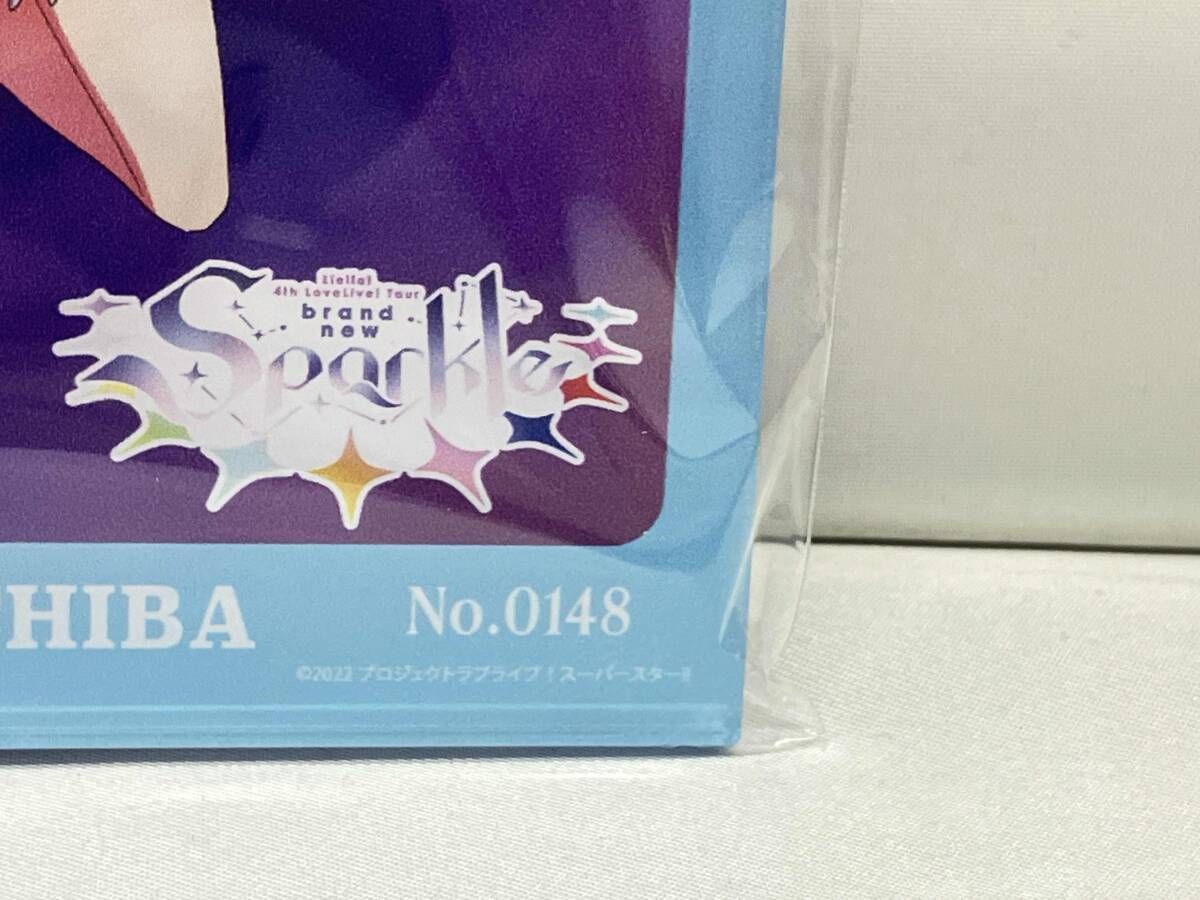 Liella!
4th LoveLive! Tour
brand
new
Sparkle
HIBA
No.0148
©2022 プロジェクトラブライブ！スーパースター!!